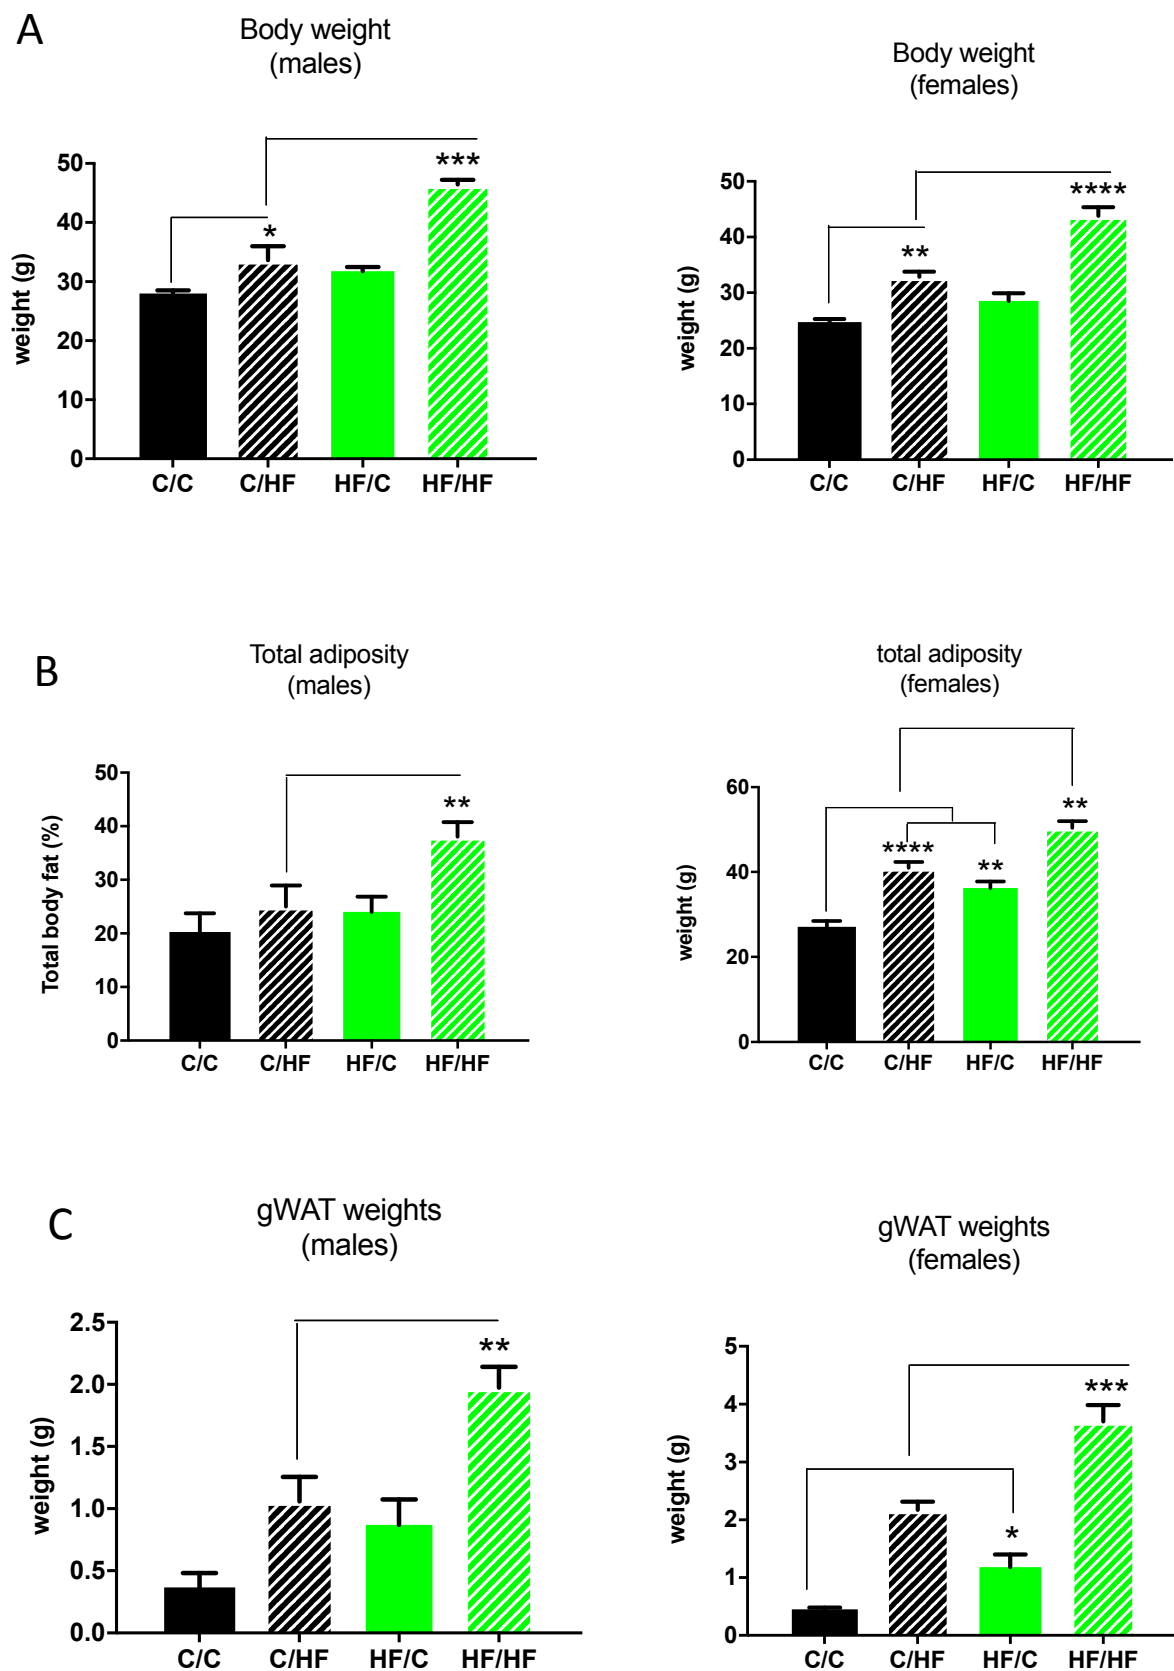 A
Body weight
(males)
Body weight
(females)
weight (g)
50
40
30
20
10
0
*
***
C/C C/HF HF/C HF/HF
weight (g)
50
40
30
20
10
0
**
****
C/C C/HF HF/C HF/HF
B
Total adiposity
(males)
total adiposity
(females)
Total body fat (%)
50
40
30
20
10
0
**
C/C C/HF HF/C HF/HF
weight (g)
60
40
20
0
****
**
**
C/C C/HF HF/C HF/HF
C
gWAT weights
(males)
gWAT weights
(females)
weight (g)
2.5
2.0
1.5
1.0
0.5
0.0
**
C/C C/HF HF/C HF/HF
weight (g)
5
4
3
2
1
0
*
***
C/C C/HF HF/C HF/HF